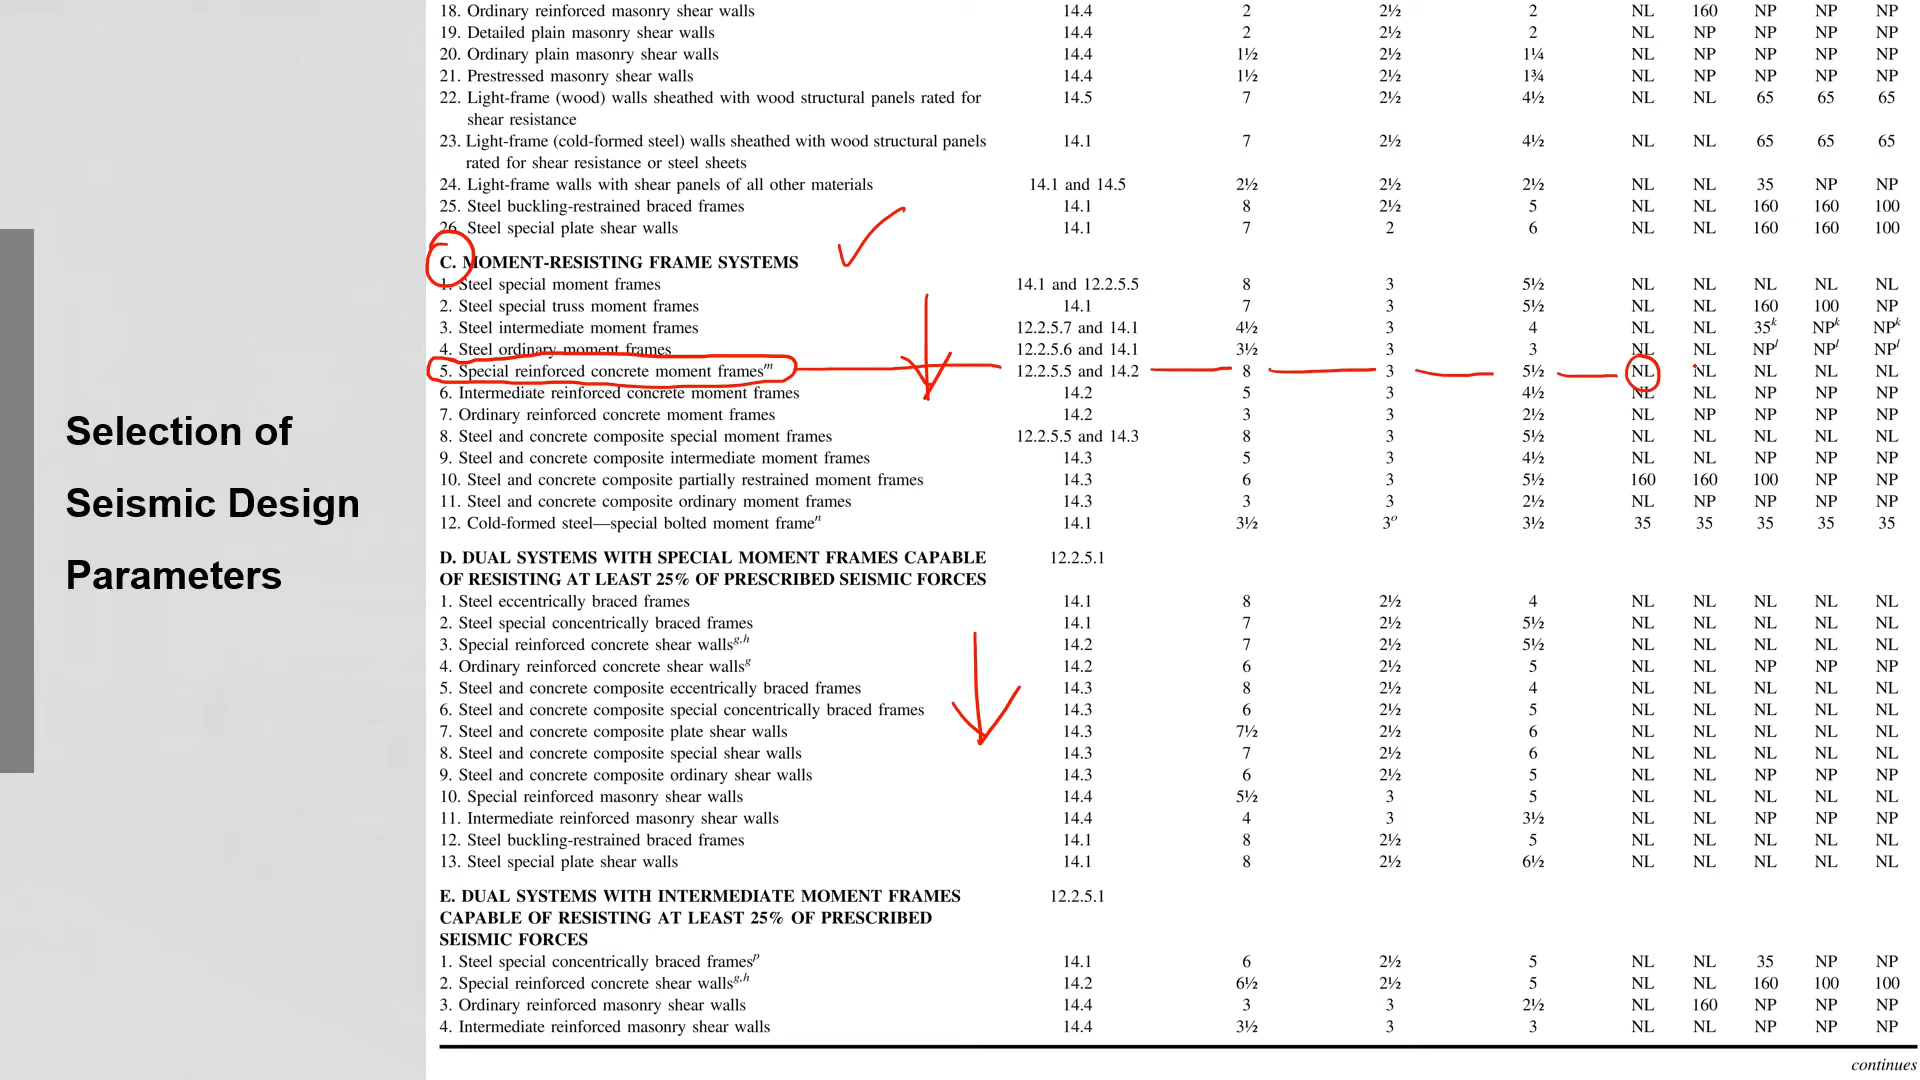 Selection of
Seismic Design
Parameters
18. Ordinary reinforced masonry shear walls 14.4 2 2½ 2 NL 160 NP NP NP
19. Detailed plain masonry shear walls 14.4 2 2½ 2 NL NP NP NP NP
20. Ordinary plain masonry shear walls 14.4 1½ 2½ 1¼ NL NP NP NP NP
21. Prestressed masonry shear walls 14.4 1½ 2½ 1¾ NL NP NP NP NP
22. Light-frame (wood) walls sheathed with wood structural panels rated for 14.5 7 2½ 4½ NL NL 65 65 65
shear resistance
23. Light-frame (cold-formed steel) walls sheathed with wood structural panels 14.1 7 2½ 4½ NL NL 65 65 65
rated for shear resistance or steel sheets
24. Light-frame walls with shear panels of all other materials 14.1 and 14.5 2½ 2½ 2½ NL NL 35 NP NP
25. Steel buckling-restrained braced frames 14.1 8 2½ 5 NL NL 160 160 100
26. Steel special plate shear walls 14.1 7 2 6 NL NL 160 160 100
C. MOMENT-RESISTING FRAME SYSTEMS
1. Steel special moment frames 14.1 and 12.2.5.5 8 3 5½ NL NL NL NL NL
2. Steel special truss moment frames 14.1 7 3 5½ NL NL 160 100 NP
3. Steel intermediate moment frames 12.2.5.7 and 14.1 4½ 3 4 NL NL 35k NPk NPk
4. Steel ordinary moment frames 12.2.5.6 and 14.1 3½ 3 3 NL NL NPl NPl NPl
5. Special reinforced concrete moment framesm 12.2.5.5 and 14.2 8 3 5½ NL NL NL NL NL
6. Intermediate reinforced concrete moment frames 14.2 5 3 4½ NL NL NP NP NP
7. Ordinary reinforced concrete moment frames 14.2 3 3 2½ NL NP NP NP NP
8. Steel and concrete composite special moment frames 12.2.5.5 and 14.3 8 3 5½ NL NL NL NL NL
9. Steel and concrete composite intermediate moment frames 14.3 5 3 4½ NL NL NP NP NP
10. Steel and concrete composite partially restrained moment frames 14.3 6 3 5½ 160 160 100 NP NP
11. Steel and concrete composite ordinary moment frames 14.3 3 3 2½ NL NP NP NP NP
12. Cold-formed steel—special bolted moment framen 14.1 3½ 3o 3½ 35 35 35 35 35
D. DUAL SYSTEMS WITH SPECIAL MOMENT FRAMES CAPABLE 12.2.5.1
OF RESISTING AT LEAST 25% OF PRESCRIBED SEISMIC FORCES
1. Steel eccentrically braced frames 14.1 8 2½ 4 NL NL NL NL NL
2. Steel special concentrically braced frames 14.1 7 2½ 5½ NL NL NL NL NL
3. Special reinforced concrete shear wallsg,h 14.2 7 2½ 5½ NL NL NL NL NL
4. Ordinary reinforced concrete shear wallsg 14.2 6 2½ 5 NL NL NP NP NP
5. Steel and concrete composite eccentrically braced frames 14.3 8 2½ 4 NL NL NL NL NL
6. Steel and concrete composite special concentrically braced frames 14.3 6 2½ 5 NL NL NL NL NL
7. Steel and concrete composite plate shear walls 14.3 7½ 2½ 6 NL NL NL NL NL
8. Steel and concrete composite special shear walls 14.3 7 2½ 6 NL NL NL NL NL
9. Steel and concrete composite ordinary shear walls 14.3 6 2½ 5 NL NL NP NP NP
10. Special reinforced masonry shear walls 14.4 5½ 3 5 NL NL NL NL NL
11. Intermediate reinforced masonry shear walls 14.4 4 3 3½ NL NL NP NP NP
12. Steel buckling-restrained braced frames 14.1 8 2½ 5 NL NL NL NL NL
13. Steel special plate shear walls 14.1 8 2½ 6½ NL NL NL NL NL
E. DUAL SYSTEMS WITH INTERMEDIATE MOMENT FRAMES 12.2.5.1
CAPABLE OF RESISTING AT LEAST 25% OF PRESCRIBED
SEISMIC FORCES
1. Steel special concentrically braced framesp 14.1 6 2½ 5 NL NL 35 NP NP
2. Special reinforced concrete shear wallsg,h 14.2 6½ 2½ 5 NL NL 160 100 100
3. Ordinary reinforced masonry shear walls 14.4 3 3 2½ NL 160 NP NP NP
4. Intermediate reinforced masonry shear walls 14.4 3½ 3 3 NL NL NP NP NP
continues